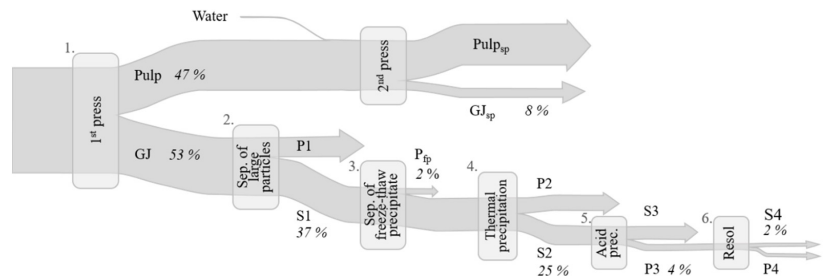 Water
1.
1st press
Pulp 47 %
2nd press
Pulpsp
GJsp 8 %
GJ 53 %
2.
Sep. of
large
particles
P1
S1
37 %
3.
Sep. of
freeze-thaw
precipitate
Pfp
2 %
4.
Thermal
precipitation
P2
S2
25 %
5.
Acid
prec.
S3
P3 4 %
6.
Resol
S4
2 %
P4